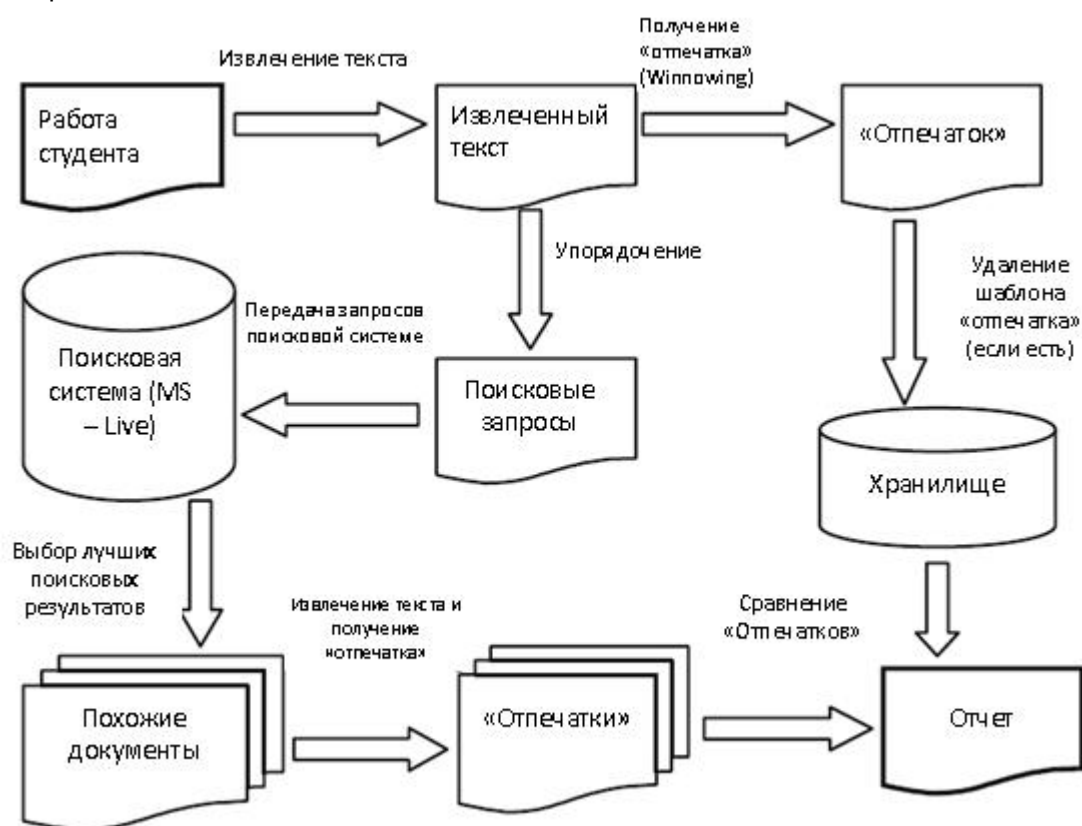 Получение
«отпечатка»
(Winnowing)
Извлечение текста
Работа
студента
Извлеченный
текст
«Отпечаток»
Упорядочение
Удаление
шаблона
«отпечатка»
(если есть)
Передача запросов
поисковой системе
Поисковая
система (MS
– Live)
Поисковые
запросы
Хранилище
Выбор лучших
поисковых
результатов
Извлечение текста и
получение
«отпечатка»
Сравнение
«Отпечатков»
Похожие
документы
«Отпечатки»
Отчет